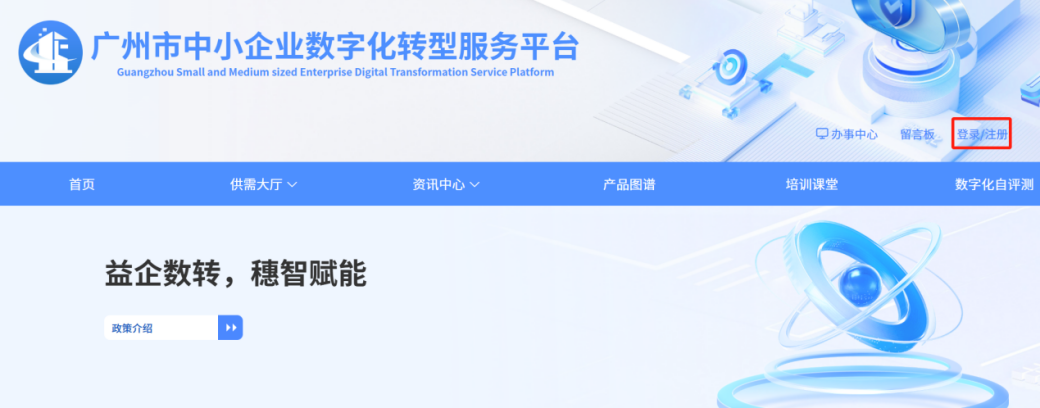 广州市中小企业数字化转型服务平台
Guangzhou Small and Medium sized Enterprise Digital Transformation Service Platform
办事中心 留言板 登录/注册
首页 供需大厅 资讯中心 产品图谱 培训课堂 数字化自评测
益企数转，穗智赋能
政策介绍